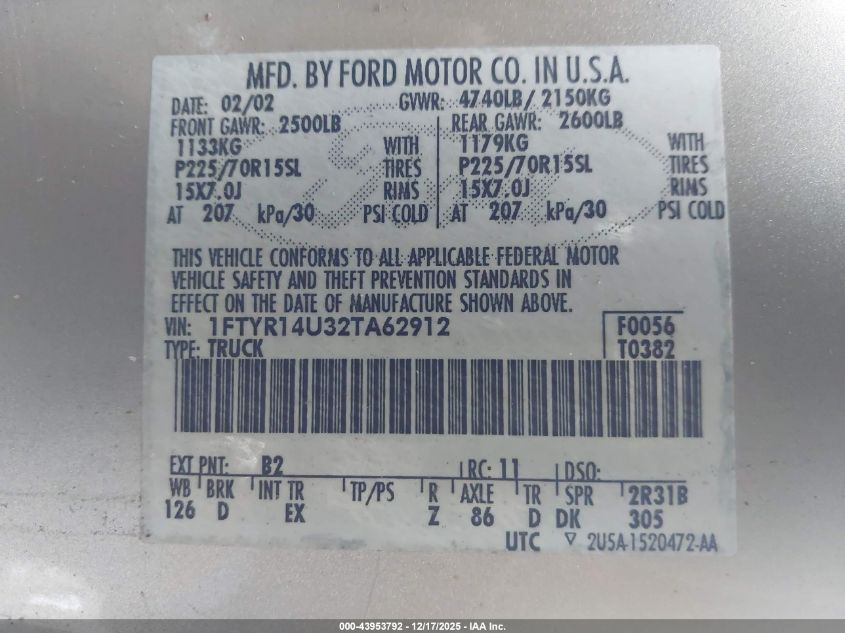 MFD. BY FORD MOTOR CO. IN U.S.A.
DATE: 02/02 GVWR: 4740LB/ 2150KG
FRONT GAWR: 2500LB REAR GAWR: 2600LB
1133KG WITH 1179KG WITH
P225/70R15SL TIRES P225/70R15SL TIRES
15X7.0J RIMS 15X7.0J RIMS
AT 207 kPa/30 PSI COLD AT 207 kPa/30 PSI COLD
THIS VEHICLE CONFORMS TO ALL APPLICABLE FEDERAL MOTOR
VEHICLE SAFETY AND THEFT PREVENTION STANDARDS IN
EFFECT ON THE DATE OF MANUFACTURE SHOWN ABOVE.
VIN: 1FTYR14U32TA62912 F0056
TYPE: TRUCK T0382
EXT PNT: B2 RC: 11 DSO:
WB BRK INT TR TP/PS R AXLE TR SPR 2R31B
126 D EX Z 86 D DK 305
UTC ▽ 2U5A-1520472-AA
000-43953792 - 12/17/2025 - IAA Inc.